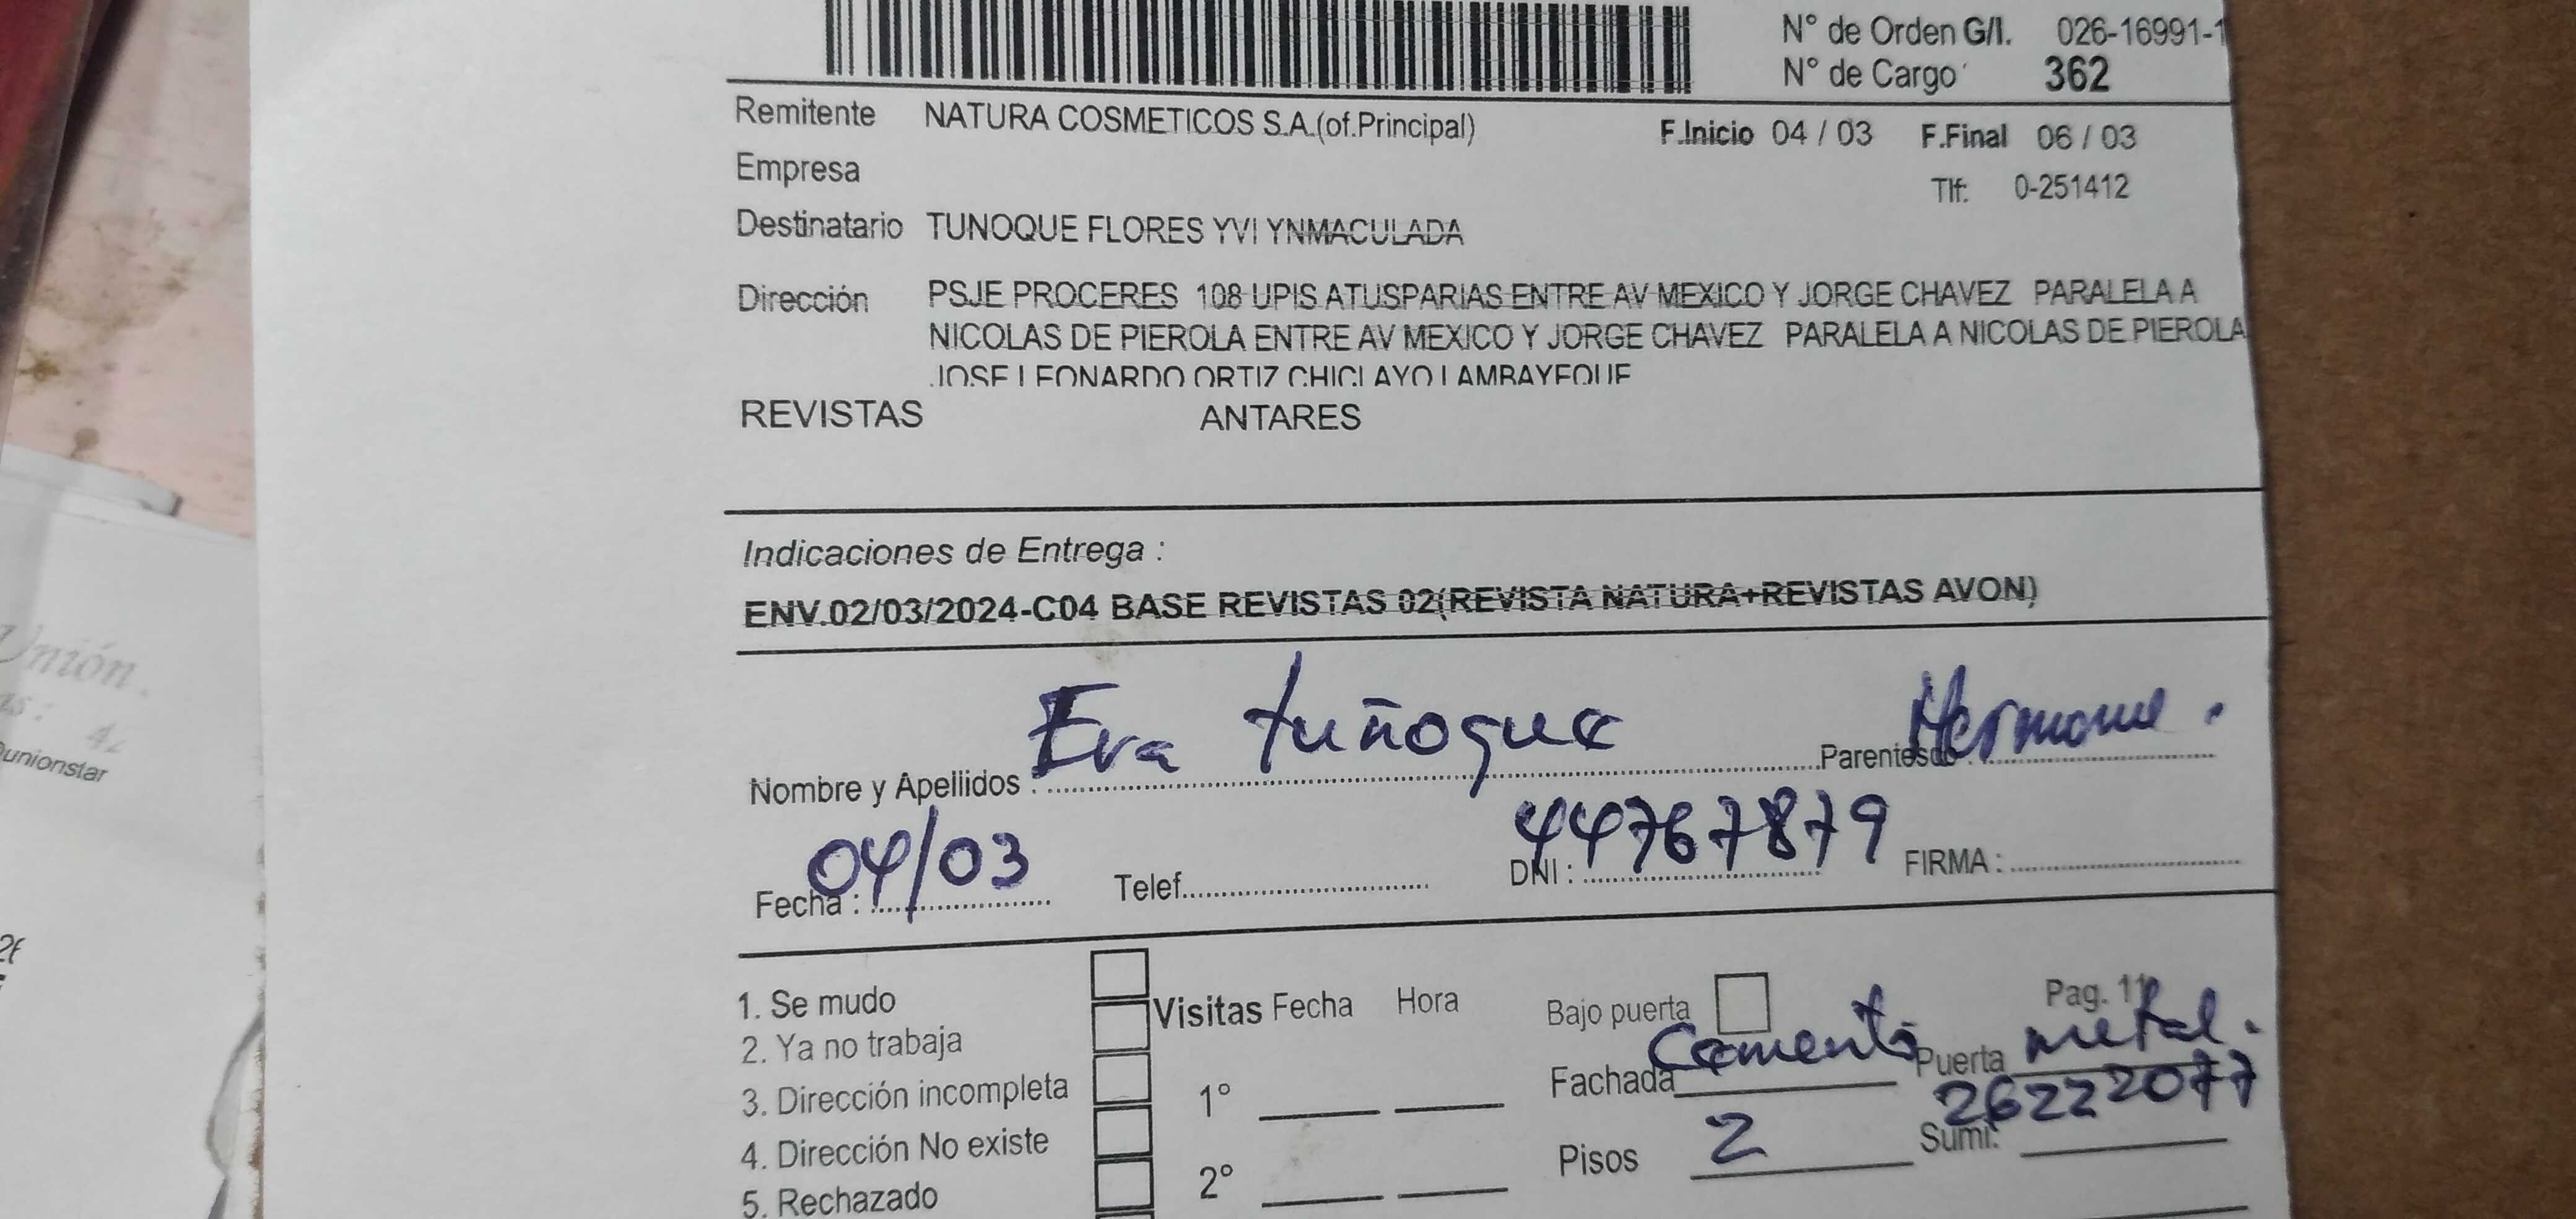 N° de Orden G/I. 026-16991-1
N° de Cargo 362
Remitente NATURA COSMETICOS S.A.(of.Principal) F.Inicio 04 / 03 F.Final 06 / 03
Empresa Tlf: 0-251412
Destinatario TUNOQUE FLORES YVI YNMACULADA
Dirección PSJE PROCERES 108 UPIS ATUSPARIAS ENTRE AV MEXICO Y JORGE CHAVEZ PARALELA A
NICOLAS DE PIEROLA ENTRE AV MEXICO Y JORGE CHAVEZ PARALELA A NICOLAS DE PIEROLA
JOSE LEONARDO ORTIZ CHICLAYO LAMBAYEQUE
REVISTAS ANTARES
Indicaciones de Entrega :
ENV.02/03/2024-C04 BASE REVISTAS 02(REVISTA NATURA+REVISTAS AVON)
Nombre y Apellidos : Eva tuñoque Parentesco
Fecha : 04/03 Telef. DNI : 44767879 FIRMA :
1. Se mudo
2. Ya no trabaja
3. Dirección incompleta
4. Dirección No existe
5. Rechazado
Visitas Fecha Hora
1°
2°
Bajo puerta Pag. 11
Fachada Cemento Puerta metal.
Pisos 2 Sumi. 26222077
Unión.
unionstar